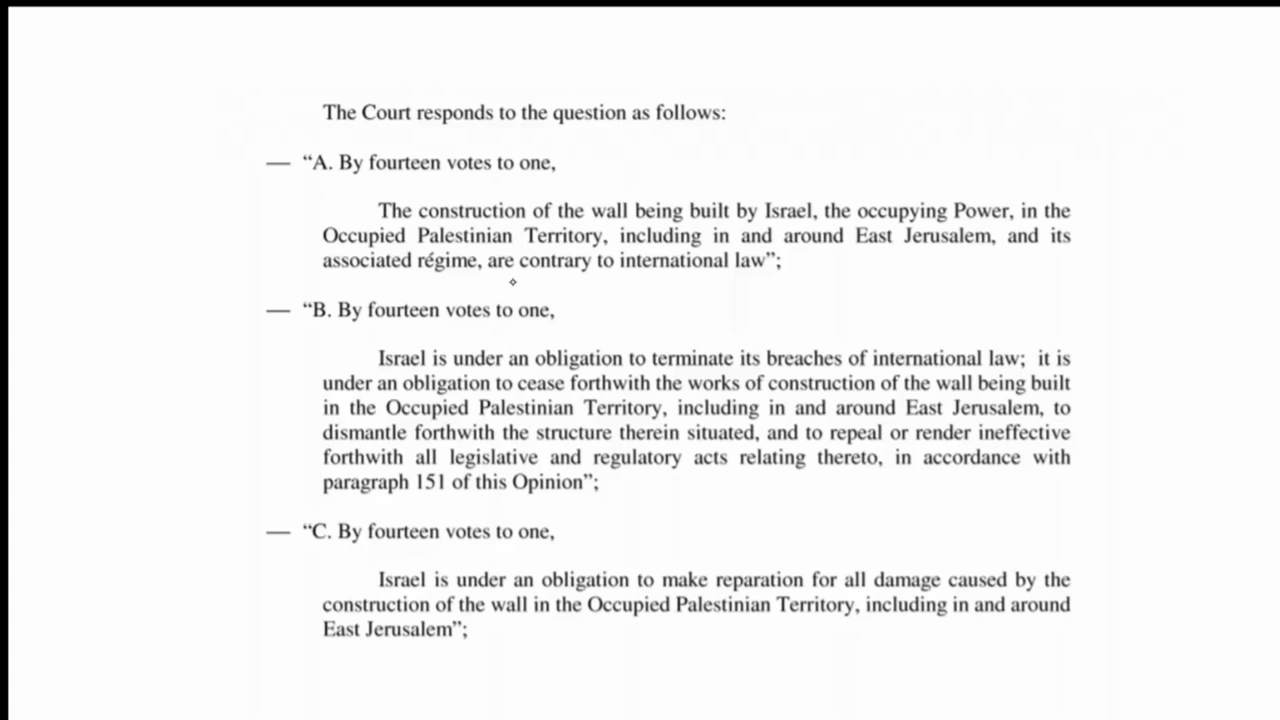 The Court responds to the question as follows:
— “A. By fourteen votes to one,
The construction of the wall being built by Israel, the occupying Power, in the
Occupied Palestinian Territory, including in and around East Jerusalem, and its
associated régime, are contrary to international law”;
— “B. By fourteen votes to one,
Israel is under an obligation to terminate its breaches of international law; it is
under an obligation to cease forthwith the works of construction of the wall being built
in the Occupied Palestinian Territory, including in and around East Jerusalem, to
dismantle forthwith the structure therein situated, and to repeal or render ineffective
forthwith all legislative and regulatory acts relating thereto, in accordance with
paragraph 151 of this Opinion”;
— “C. By fourteen votes to one,
Israel is under an obligation to make reparation for all damage caused by the
construction of the wall in the Occupied Palestinian Territory, including in and around
East Jerusalem”;